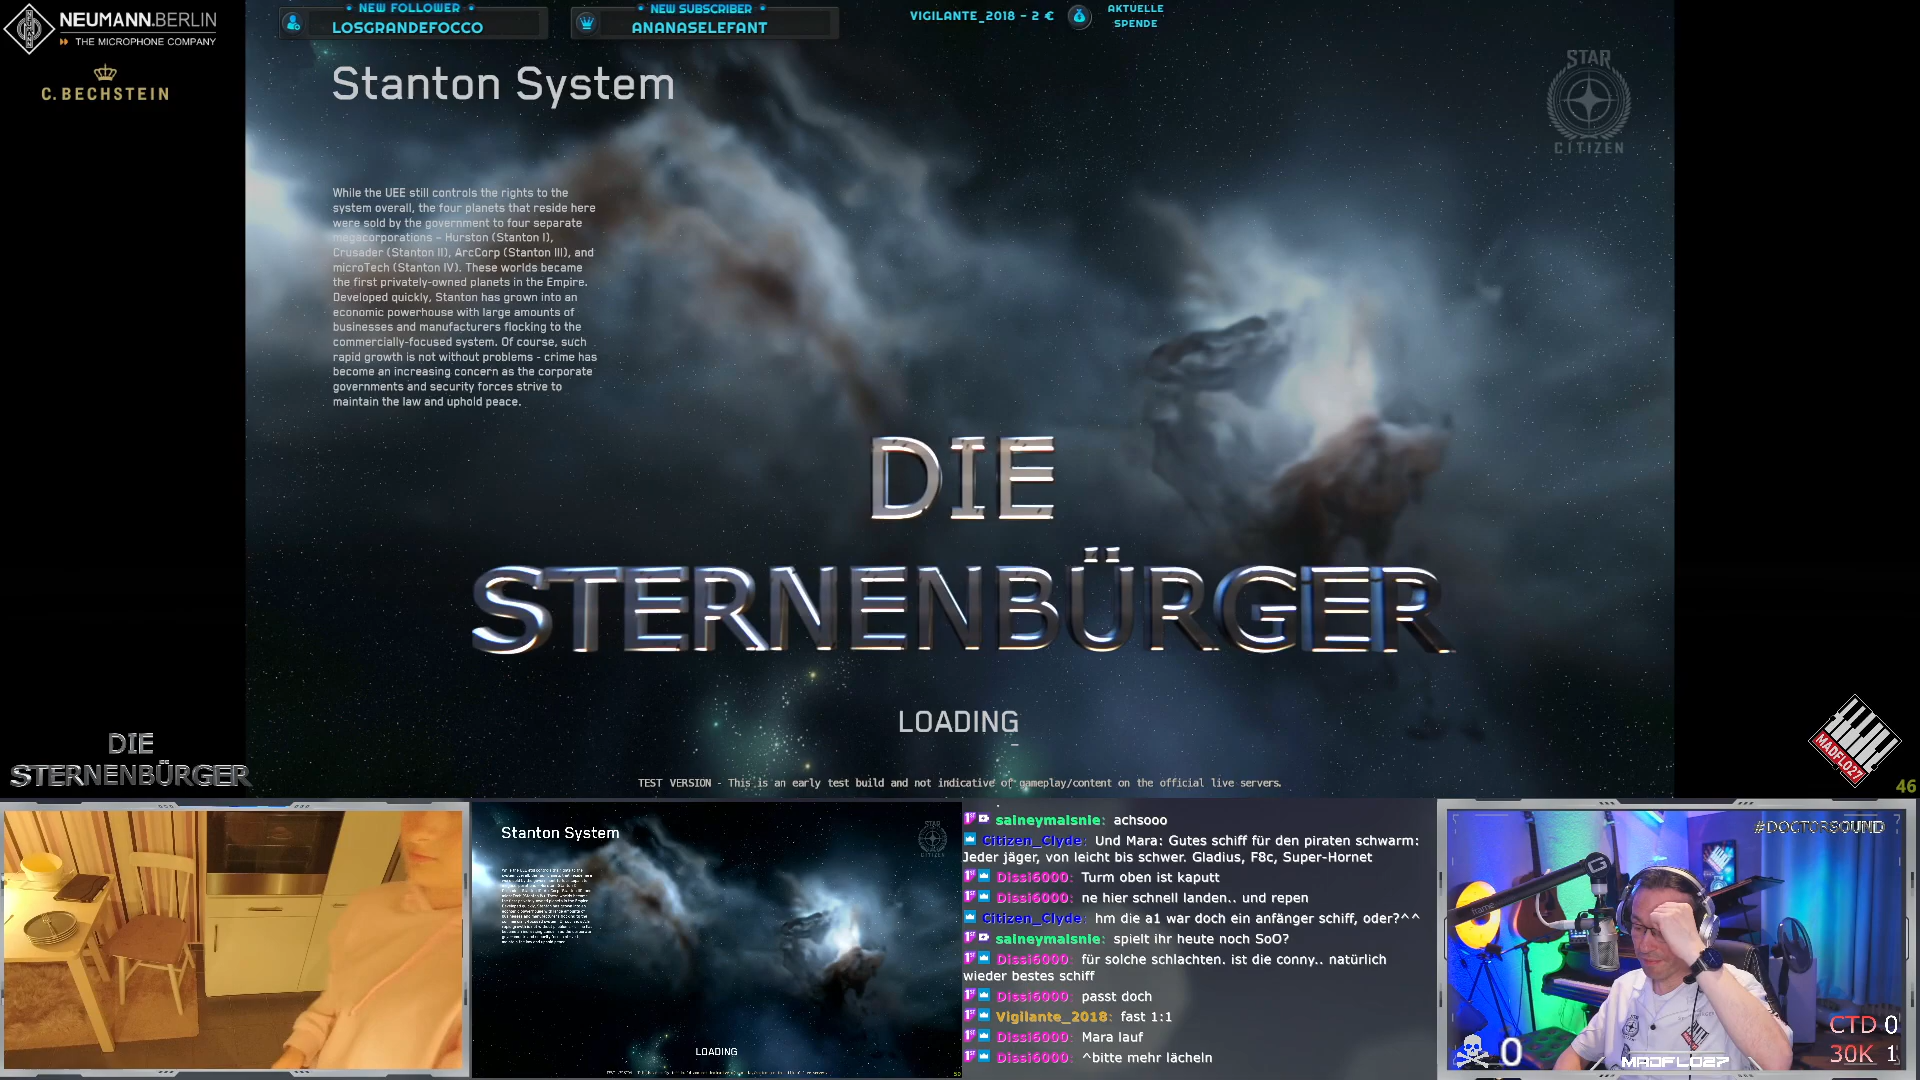 NEUMANN.BERLIN
THE MICROPHONE COMPANY
C. BECHSTEIN
NEW FOLLOWER
LOSGRANDEFOCCO
NEW SUBSCRIBER
ANANASELEFANT
VIGILANTE_2018 - 2 €
AKTUELLE
SPENDE
Stanton System
STAR
CITIZEN
While the UEE still controls the rights to the
system overall, the four planets that reside here
were sold by the government to four separate
megacorporations – Hurston (Stanton I),
Crusader (Stanton II), ArcCorp (Stanton III), and
microTech (Stanton IV). These worlds became
the first privately-owned planets in the Empire.
Developed quickly, Stanton has grown into an
economic powerhouse with large amounts of
businesses and manufacturers flocking to the
commercially-focused system. Of course, such
rapid growth is not without problems - crime has
become an increasing concern as the corporate
governments and security forces strive to
maintain the law and uphold peace.
DIE
STERNENBÜRGER
LOADING
TEST VERSION - This is an early test build and not indicative of gameplay/content on the official live servers.
DIE
STERNENBÜRGER
MADFLO27
46
Stanton System
LOADING
saineymaisnie: achsooo
Citizen_Clyde: Und Mara: Gutes schiff für den piraten schwarm:
Jeder jäger, von leicht bis schwer. Gladius, F8c, Super-Hornet
Dissi6000: Turm oben ist kaputt
Dissi6000: ne hier schnell landen.. und repen
Citizen_Clyde: hm die a1 war doch ein anfänger schiff, oder?^^
saineymaisnie: spielt ihr heute noch SoO?
Dissi6000: für solche schlachten. ist die conny.. natürlich
wieder bestes schiff
Dissi6000: passt doch
Vigilante_2018: fast 1:1
Dissi6000: Mara lauf
Dissi6000: ^bitte mehr lächeln
#DOCTORSOUND
frame
CTD 0
30K 1
0
MADFLO27